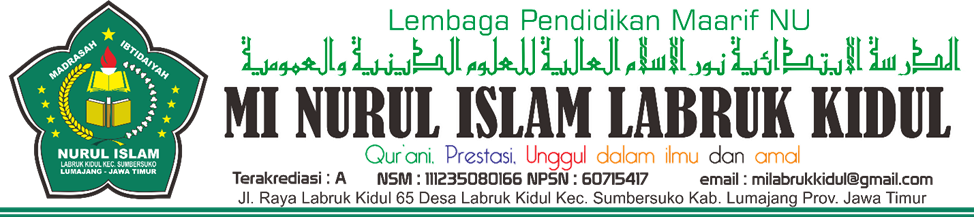 MADRASAH IBTIDAIYAH
NURUL ISLAM
LABRUK KIDUL KEC. SUMBERSUKO
LUMAJANG - JAWA TIMUR
Lembaga Pendidikan Maarif NU
المدرسة الابتدائية نور الاسلام العالية للعلوم الدينية والعمومية
MI NURUL ISLAM LABRUK KIDUL
Qur'ani, Prestasi, Unggul dalam ilmu dan amal
Terakrediasi : A NSM : 111235080166 NPSN : 60715417 email : milabrukkidul@gmail.com
Jl. Raya Labruk Kidul 65 Desa Labruk Kidul Kec. Sumbersuko Kab. Lumajang Prov. Jawa Timur